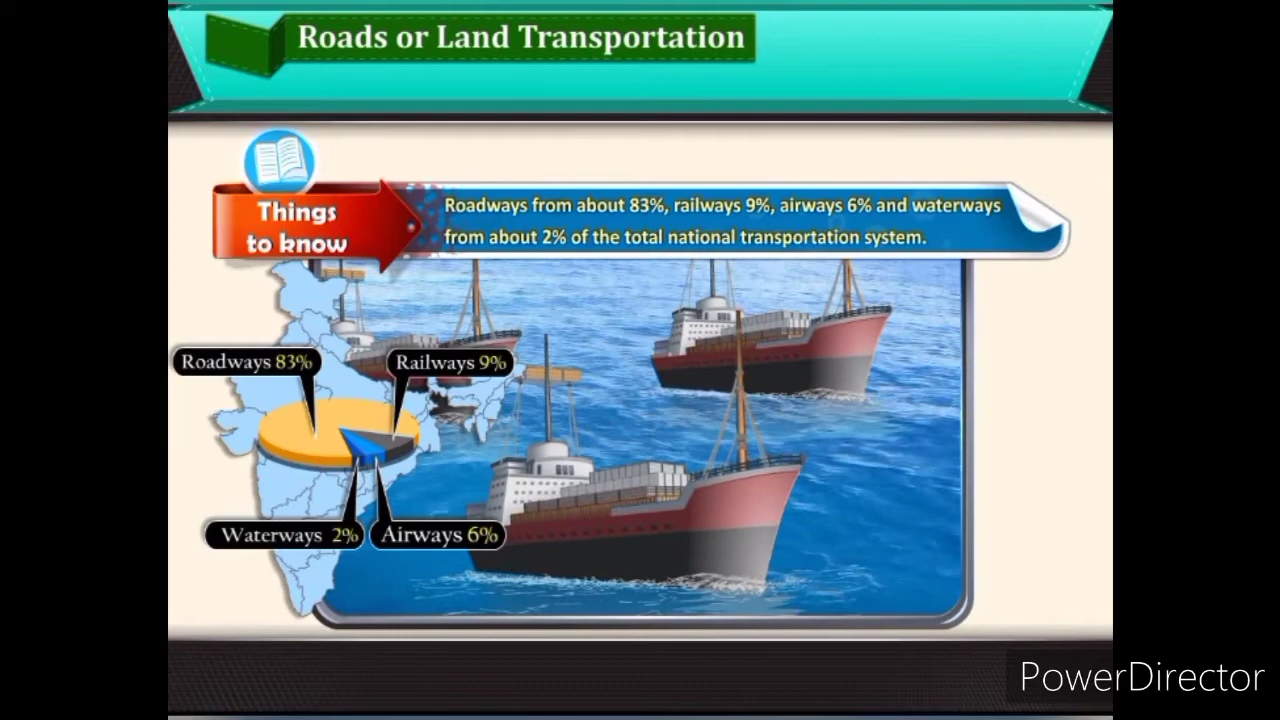 Roads or Land Transportation
Things
to know
Roadways from about 83%, railways 9%, airways 6% and waterways
from about 2% of the total national transportation system.
Roadways 83%
Railways 9%
Waterways 2%
Airways 6%
PowerDirector